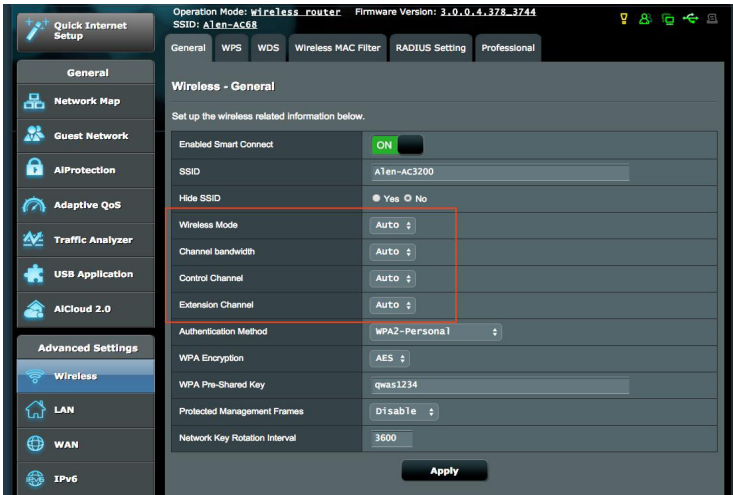 Quick Internet
Setup
General
Network Map
Guest Network
AiProtection
Adaptive QoS
Traffic Analyzer
USB Application
AiCloud 2.0
Advanced Settings
Wireless
LAN
WAN
IPv6
Operation Mode: Wireless router Firmware Version: 3.0.0.4.378_3744
SSID: Alen-AC68
General WPS WDS Wireless MAC Filter RADIUS Setting Professional
Wireless - General
Set up the wireless related information below.
Enabled Smart Connect ON
SSID Alen-AC3200
Hide SSID Yes No
Wireless Mode Auto
Channel bandwidth Auto
Control Channel Auto
Extension Channel Auto
Authentication Method WPA2-Personal
WPA Encryption AES
WPA Pre-Shared Key qwas1234
Protected Management Frames Disable
Network Key Rotation Interval 3600
Apply